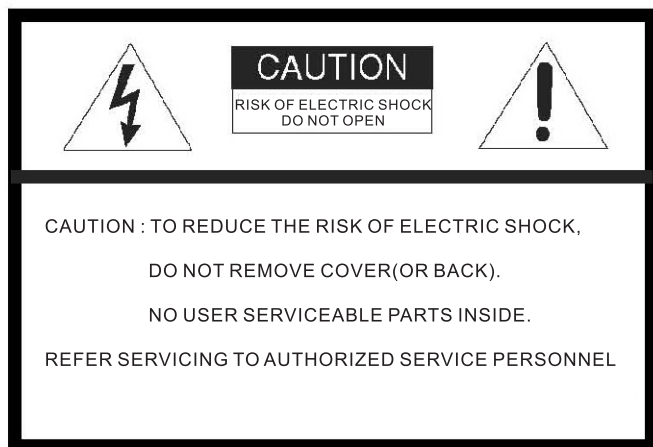 CAUTION
RISK OF ELECTRIC SHOCK
DO NOT OPEN
CAUTION : TO REDUCE THE RISK OF ELECTRIC SHOCK,
DO NOT REMOVE COVER(OR BACK).
NO USER SERVICEABLE PARTS INSIDE.
REFER SERVICING TO AUTHORIZED SERVICE PERSONNEL